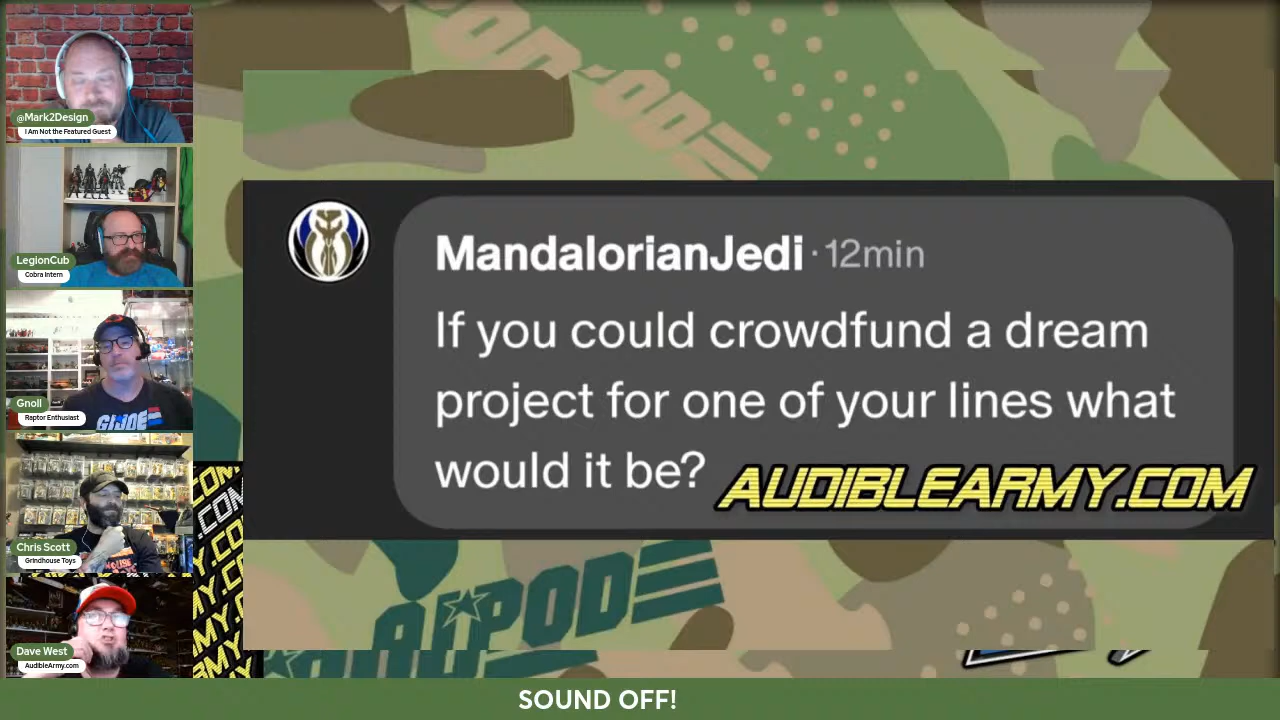 @Mark2Design
I Am Not the Featured Guest
LegionCub
Cobra Intern
Gnoll
Raptor Enthusiast
GIJOE
Chris Scott
Grindhouse Toys
Dave West
AudibleArmy.com
MandalorianJedi · 12min
If you could crowdfund a dream
project for one of your lines what
would it be?
AUDIBLEARMY.COM
SOUND OFF!